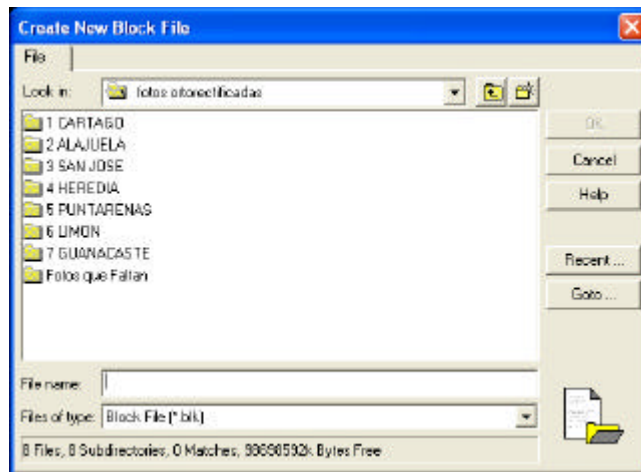 Create New Block File
File
Look in: fotos ortorectificadas
1 CARTAGO
2 ALAJUELA
3 SAN JOSE
4 HEREDIA
5 PUNTARENAS
6 LIMON
7 GUANACASTE
Fotos que Faltan
OK
Cancel
Help
Recent ...
Goto ...
File name:
Files of type: Block File (*.blk)
8 Files, 8 Subdirectories, 0 Matches, 98698592k Bytes Free